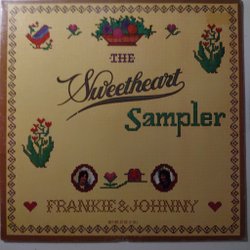 THE
Sweetheart
Sampler
FRANKIE & JOHNNY